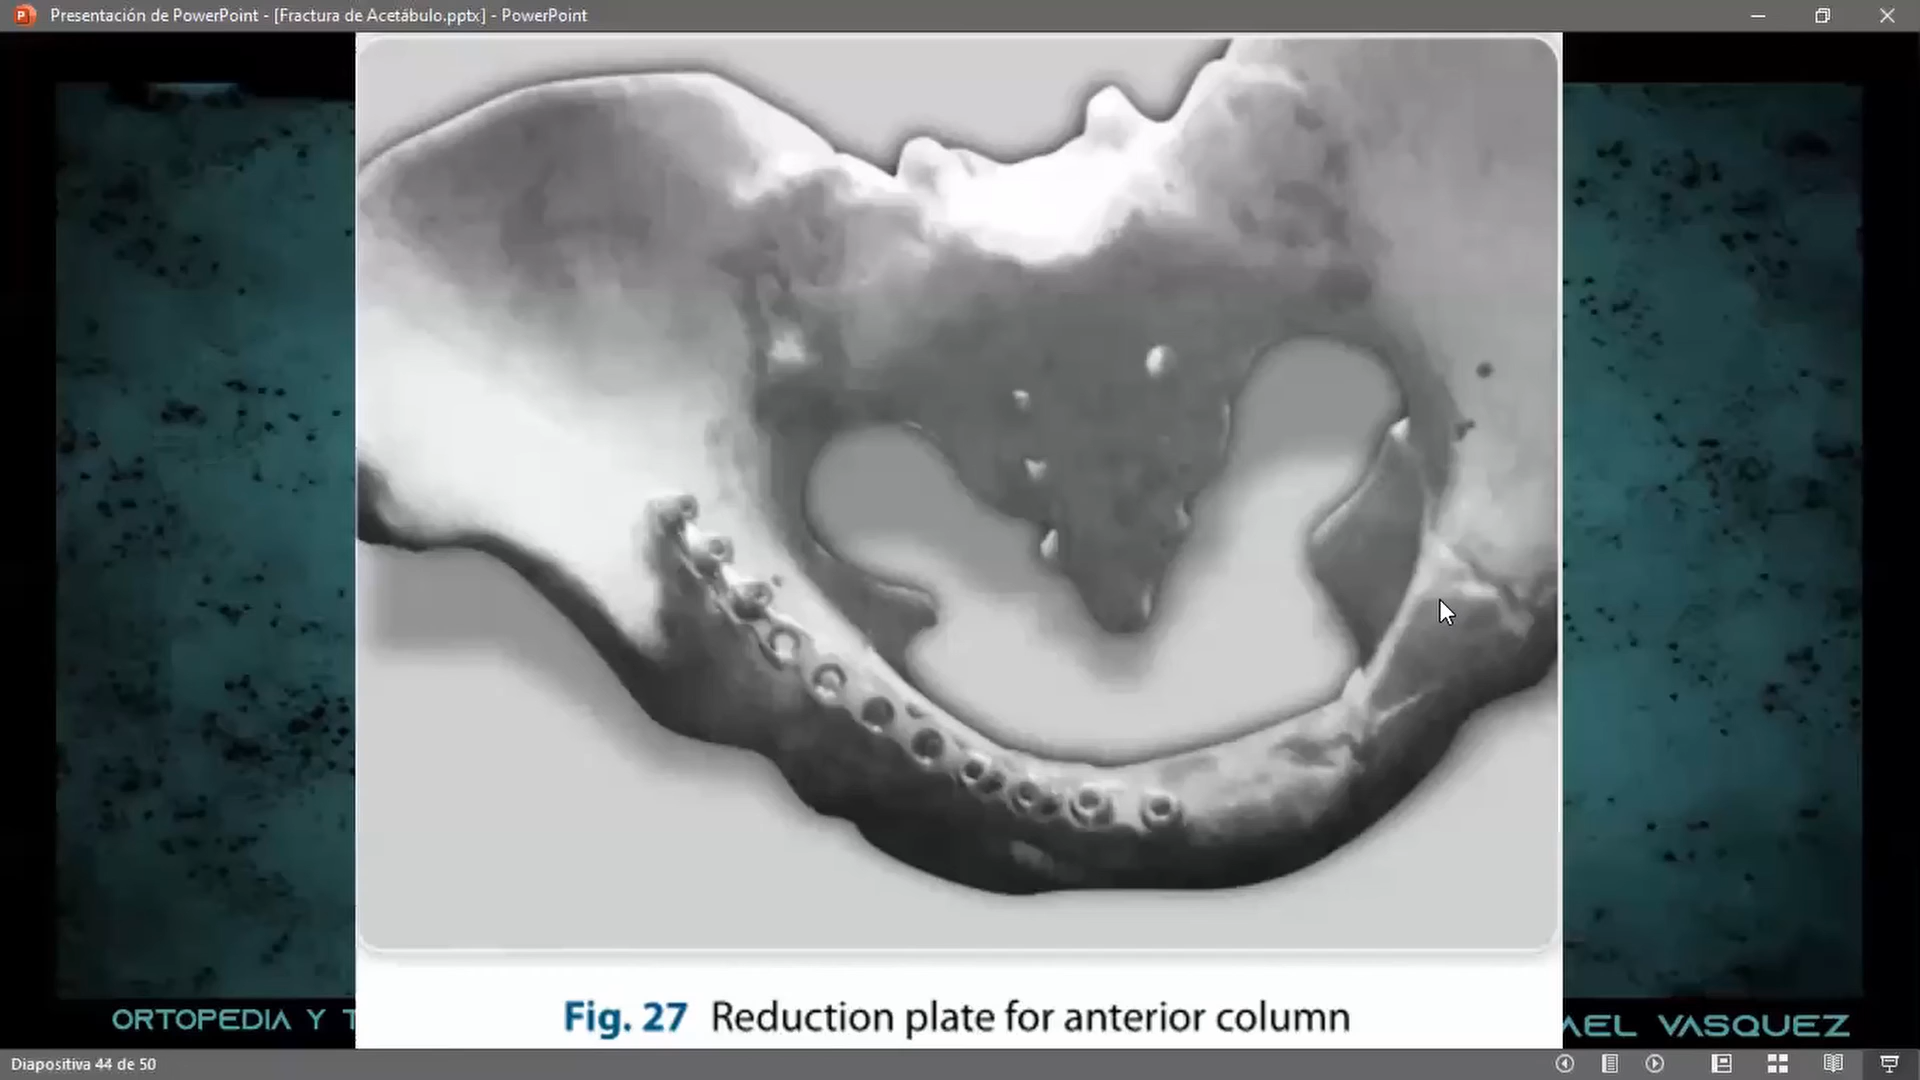 Presentación de PowerPoint - [Fractura de Acetábulo.pptx] - PowerPoint
Fig. 27 Reduction plate for anterior column
ORTOPEDIA Y T
AEL VASQUEZ
Diapositiva 44 de 50